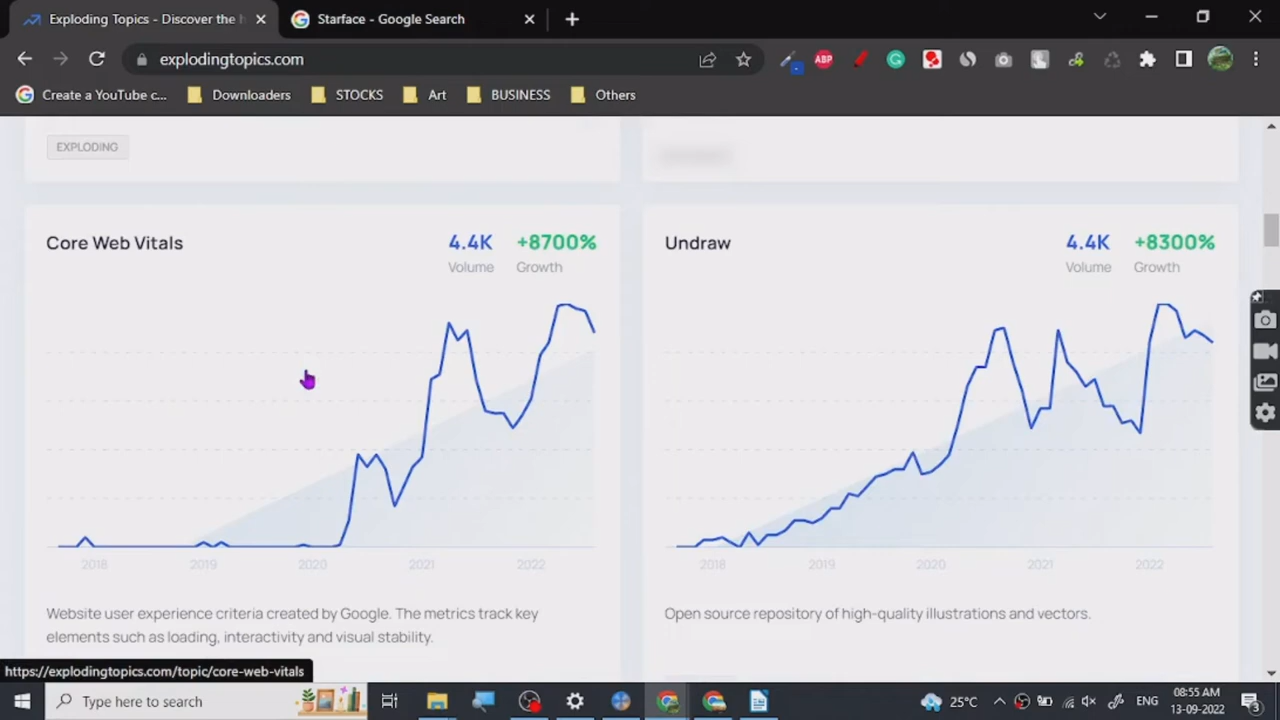 Exploding Topics - Discover the h
Starface - Google Search
explodingtopics.com
ABP
Create a YouTube c...
Downloaders
STOCKS
Art
BUSINESS
Others
EXPLODING
Core Web Vitals
4.4K
+8700%
Volume
Growth
2018
2019
2020
2021
2022
Website user experience criteria created by Google. The metrics track key
elements such as loading, interactivity and visual stability.
Undraw
4.4K
+8300%
Volume
Growth
2018
2019
2020
2021
2022
Open source repository of high-quality illustrations and vectors.
https://explodingtopics.com/topic/core-web-vitals
Type here to search
25°C
ENG
08:55 AM
13-09-2022
3